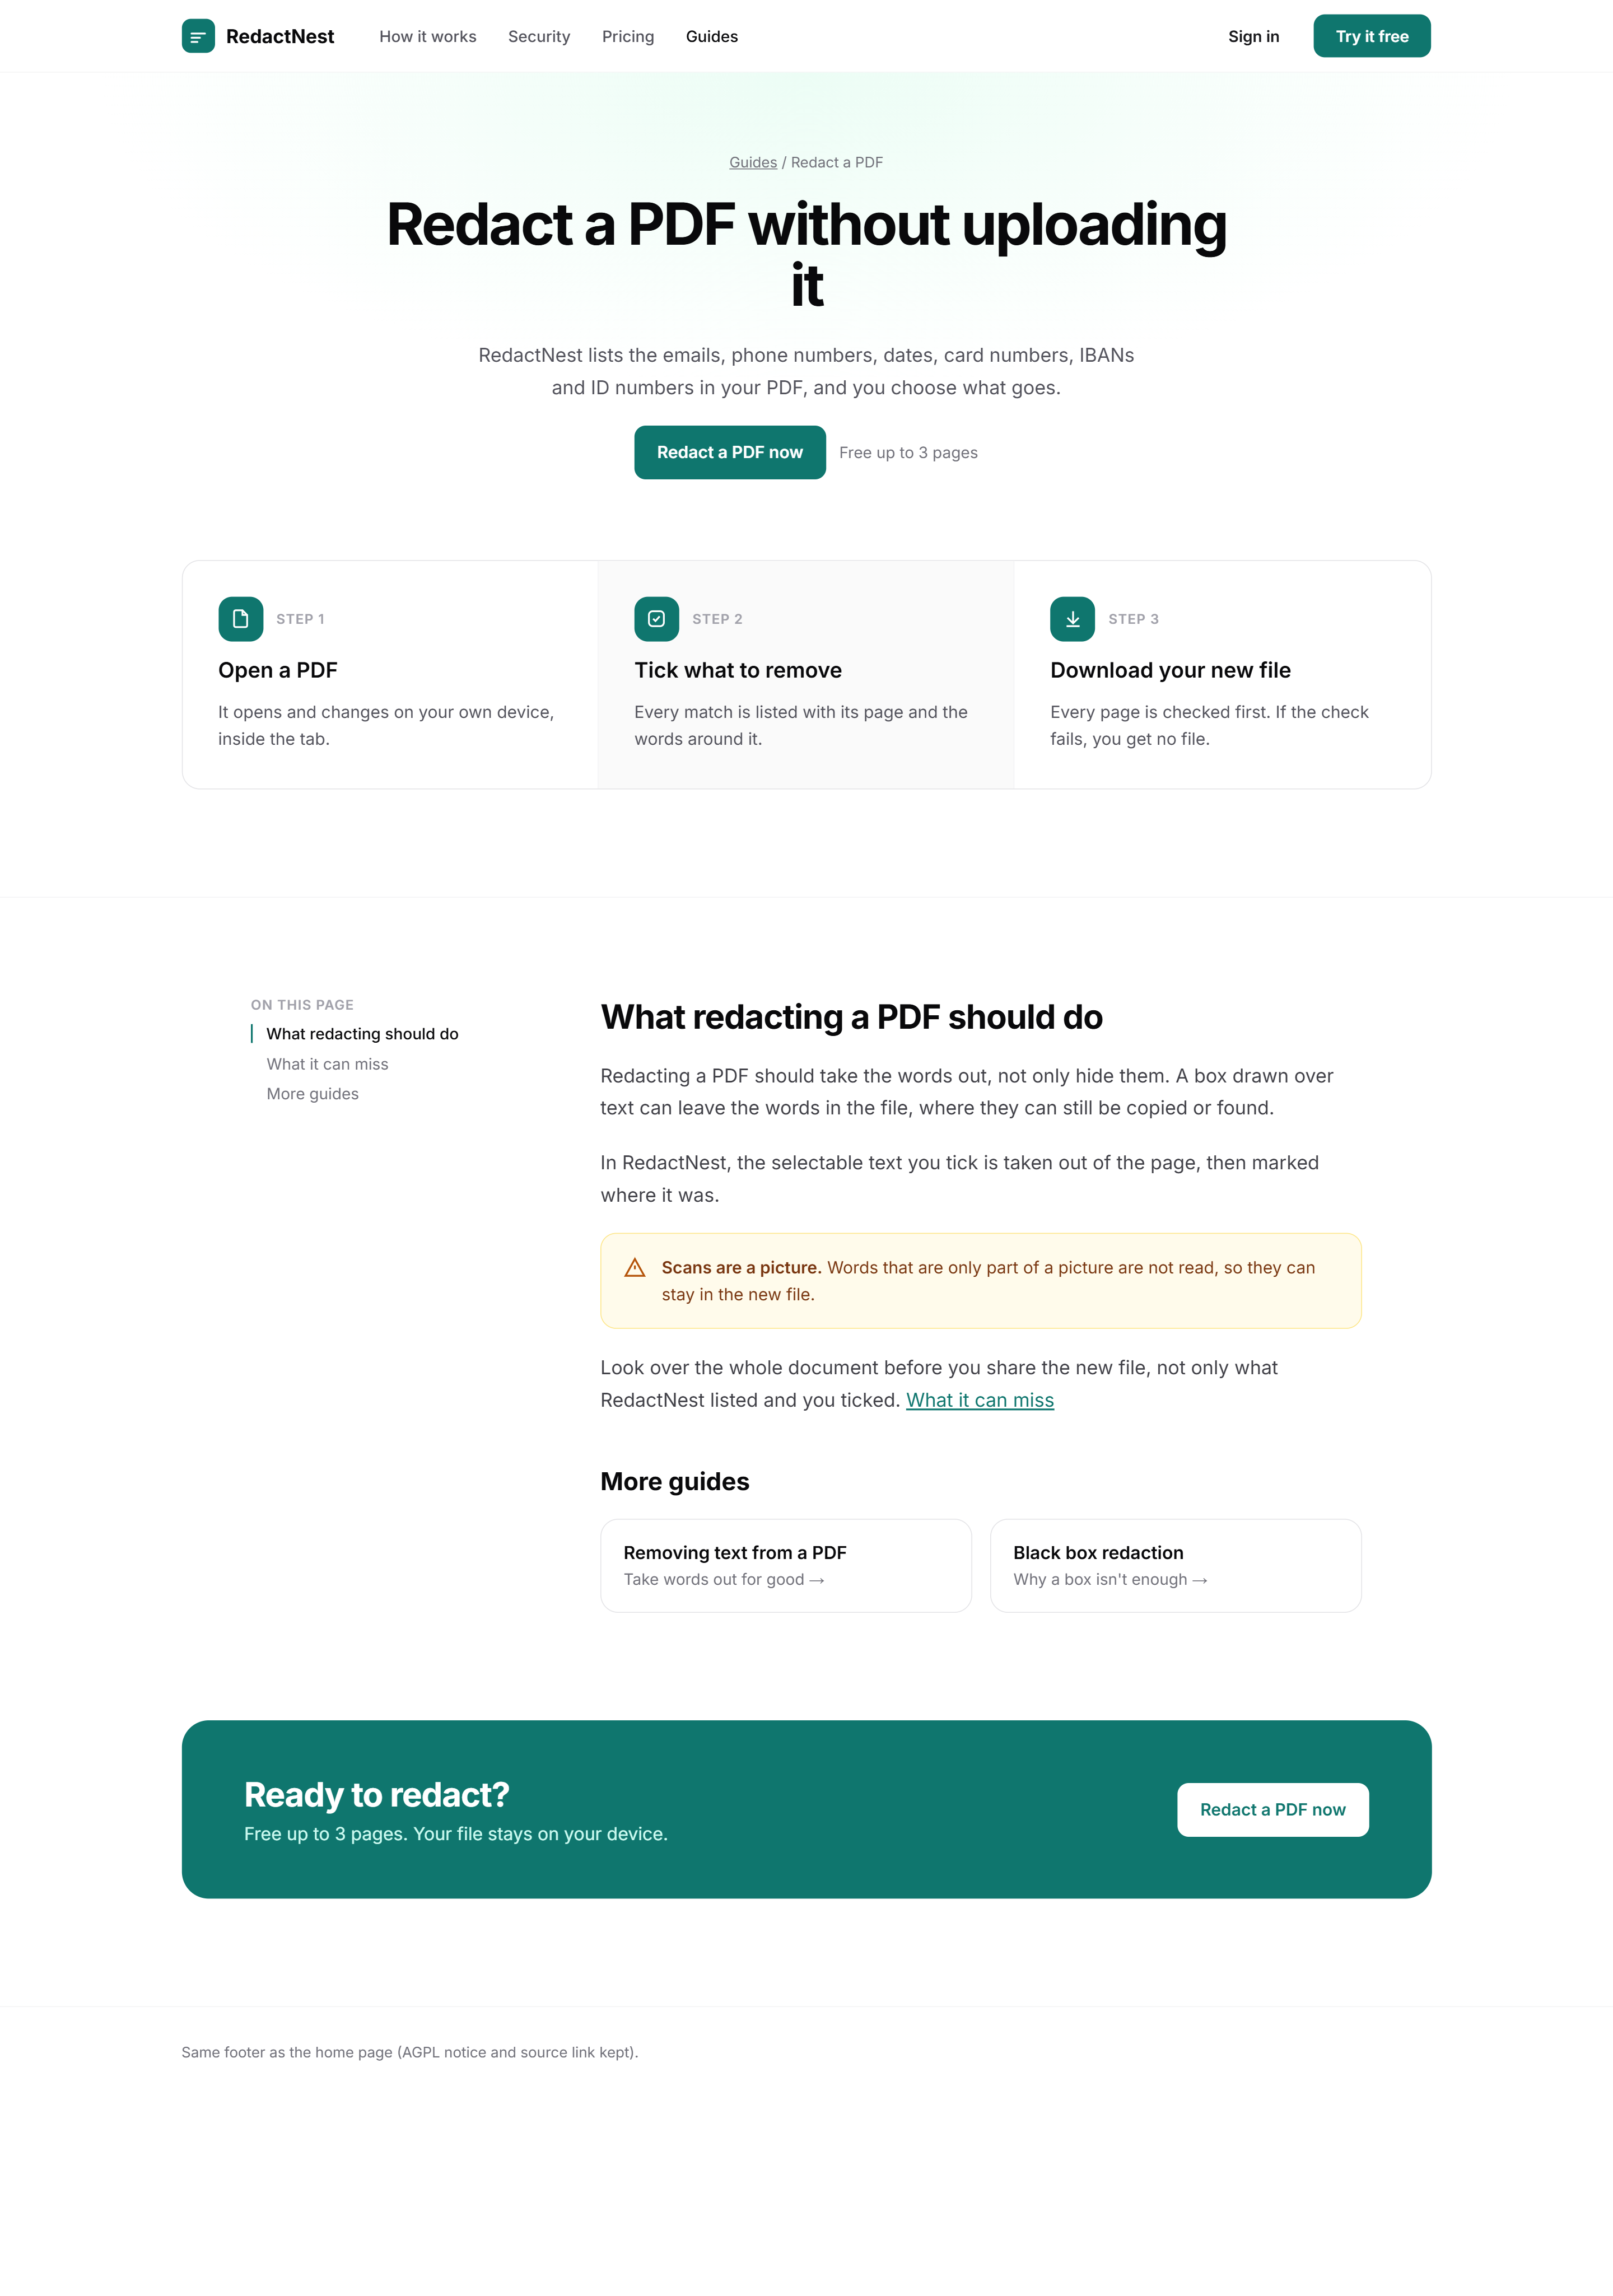 RedactNest
How it works
Security
Pricing
Guides
Sign in
Try it free
Guides / Redact a PDF
Redact a PDF without uploading
it
RedactNest lists the emails, phone numbers, dates, card numbers, IBANs
and ID numbers in your PDF, and you choose what goes.
Redact a PDF now
Free up to 3 pages
STEP 1
Open a PDF
It opens and changes on your own device,
inside the tab.
STEP 2
Tick what to remove
Every match is listed with its page and the
words around it.
STEP 3
Download your new file
Every page is checked first. If the check
fails, you get no file.
ON THIS PAGE
What redacting should do
What it can miss
More guides
What redacting a PDF should do
Redacting a PDF should take the words out, not only hide them. A box drawn over
text can leave the words in the file, where they can still be copied or found.
In RedactNest, the selectable text you tick is taken out of the page, then marked
where it was.
Scans are a picture. Words that are only part of a picture are not read, so they can
stay in the new file.
Look over the whole document before you share the new file, not only what
RedactNest listed and you ticked. What it can miss
More guides
Removing text from a PDF
Take words out for good →
Black box redaction
Why a box isn't enough →
Ready to redact?
Free up to 3 pages. Your file stays on your device.
Redact a PDF now
Same footer as the home page (AGPL notice and source link kept).